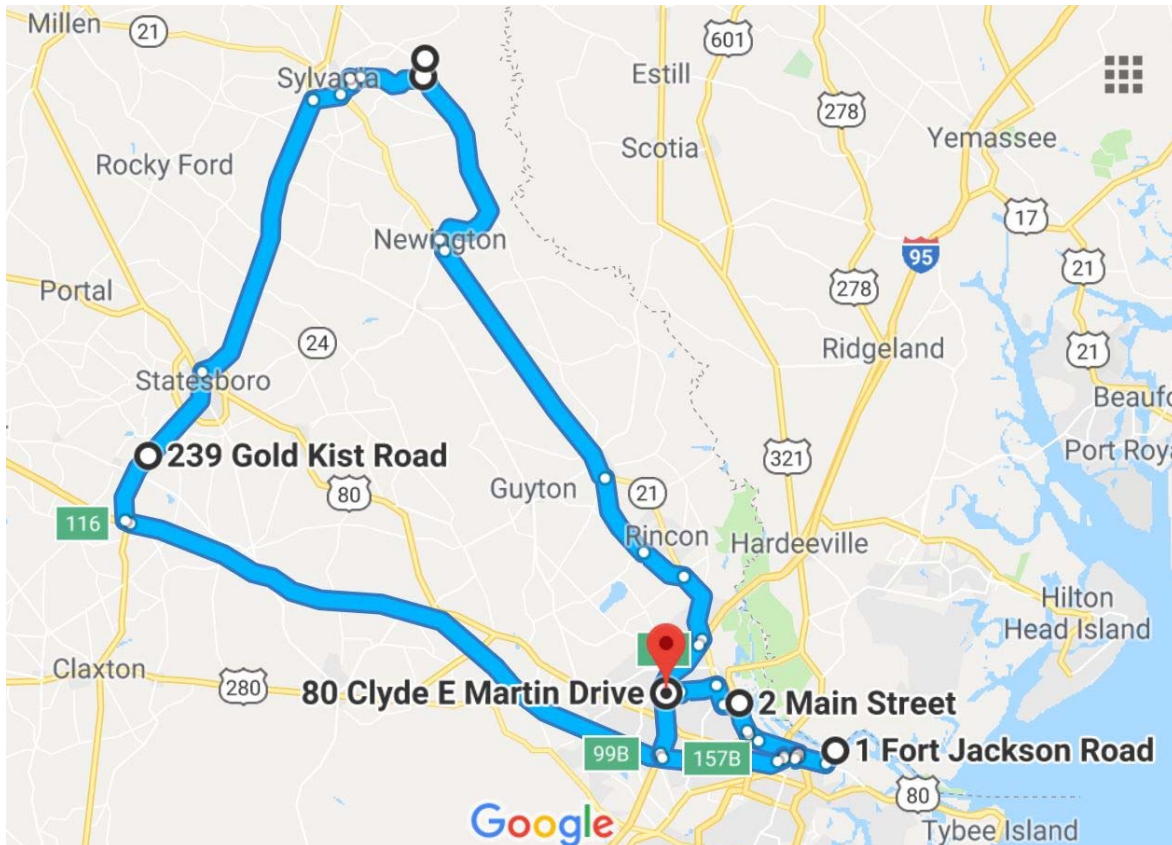 Millen
21
Sylvania
601
Estill
278
Yemassee
Scotia
Rocky Ford
17
Newington
95
21
Portal
278
24
Ridgeland
21
Statesboro
Beaufo
239 Gold Kist Road
Port Roya
321
80
Guyton
21
116
Rincon
Hardeeville
Hilton
Head Island
Claxton
280
80 Clyde E Martin Drive
2 Main Street
99B
157B
1 Fort Jackson Road
80
Google
Tybee Island